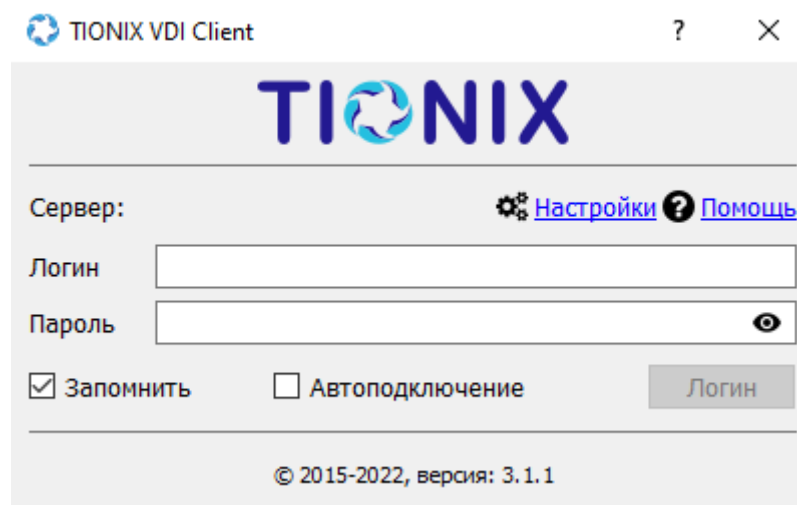 TIONIX VDI Client
TIONIX
Сервер: Настройки Помощь
Логин
Пароль
Запомнить Автоподключение Логин
© 2015-2022, версия: 3.1.1